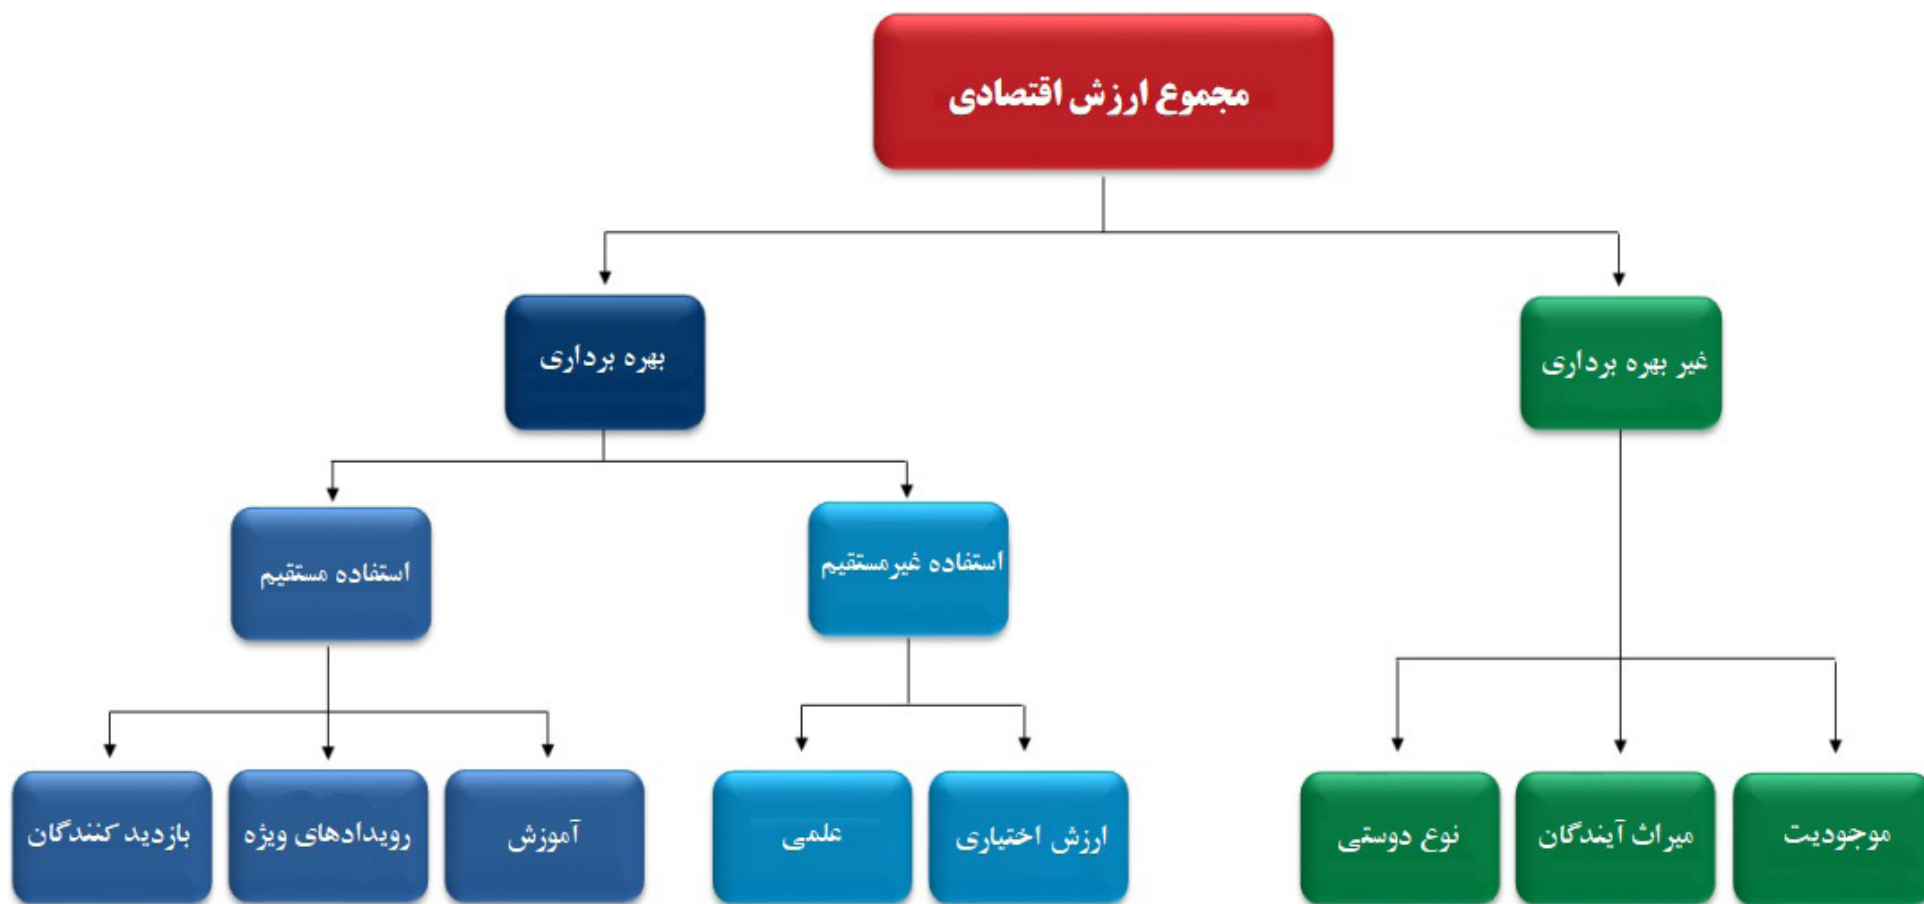 مجموع ارزش اقتصادی
غیر بهره برداری
بهره برداری
استفاده غیرمستقیم
استفاده مستقیم
موجودیت
میراث آیندگان
نوع دوستی
ارزش اختیاری
علمی
آموزش
رویدادهای ویژه
بازدید کنندگان